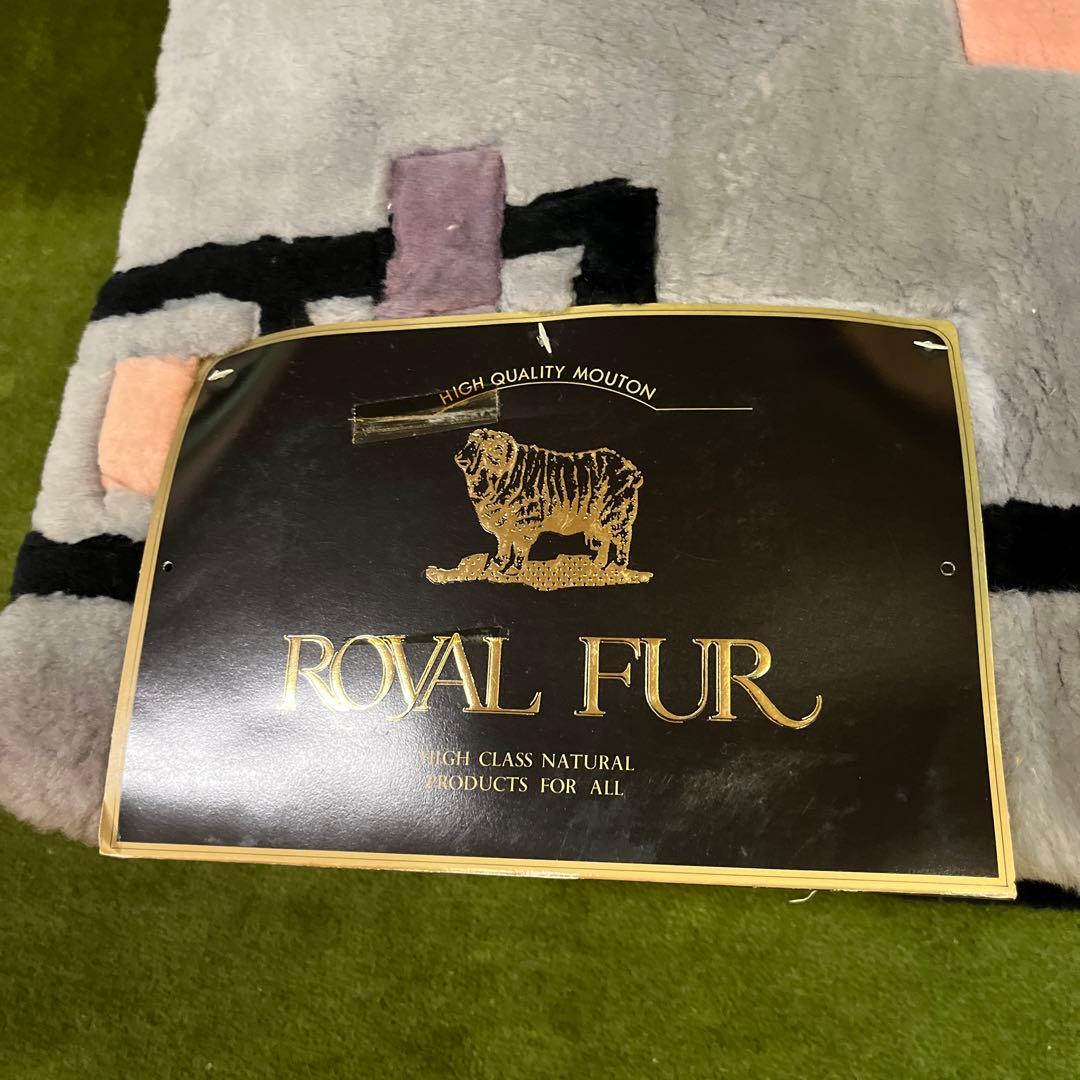 HIGH QUALITY MOUTON
ROYAL FUR
HIGH CLASS NATURAL
PRODUCTS FOR ALL